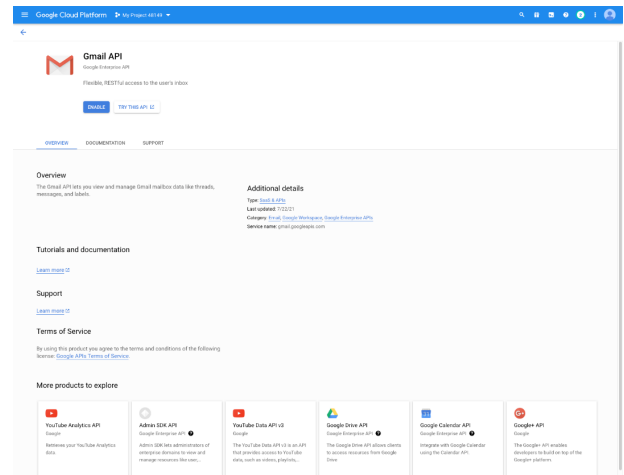 Google Cloud Platform
My Project 48149
Gmail API
Google Enterprise API
Flexible, RESTful access to the user's inbox
ENABLE
TRY THIS API
OVERVIEW
DOCUMENTATION
SUPPORT
Overview
The Gmail API lets you view and manage Gmail mailbox data like threads,
messages, and labels.
Additional details
Type: SaaS & APIs
Last updated: 7/22/21
Category: Email, Google Workspace, Google Enterprise APIs
Service name: gmail.googleapis.com
Tutorials and documentation
Learn more
Support
Learn more
Terms of Service
By using this product you agree to the terms and conditions of the following
license: Google APIs Terms of Service
More products to explore
YouTube Analytics API
Google
Retrieves your YouTube Analytics
data.
Admin SDK API
Google Enterprise API
Admin SDK lets administrators of
enterprise domains to view and
manage resources like user,...
YouTube Data API v3
Google
The YouTube Data API v3 is an API
that provides access to YouTube
data, such as videos, playlists,...
Google Drive API
Google Enterprise API
The Google Drive API allows clients
to access resources from Google
Drive
Google Calendar API
Google Enterprise API
Integrate with Google Calendar
using the Calendar API.
Google+ API
Google
The Google+ API enables
developers to build on top of the
Google+ platform